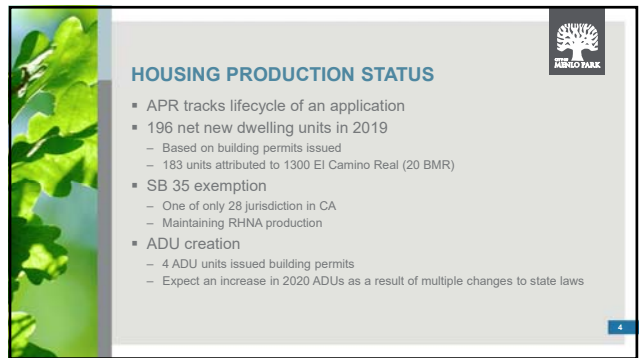 CITY OF
MENLO PARK
HOUSING PRODUCTION STATUS
▪ APR tracks lifecycle of an application
▪ 196 net new dwelling units in 2019
– Based on building permits issued
– 183 units attributed to 1300 El Camino Real (20 BMR)
▪ SB 35 exemption
– One of only 28 jurisdiction in CA
– Maintaining RHNA production
▪ ADU creation
– 4 ADU units issued building permits
– Expect an increase in 2020 ADUs as a result of multiple changes to state laws
4